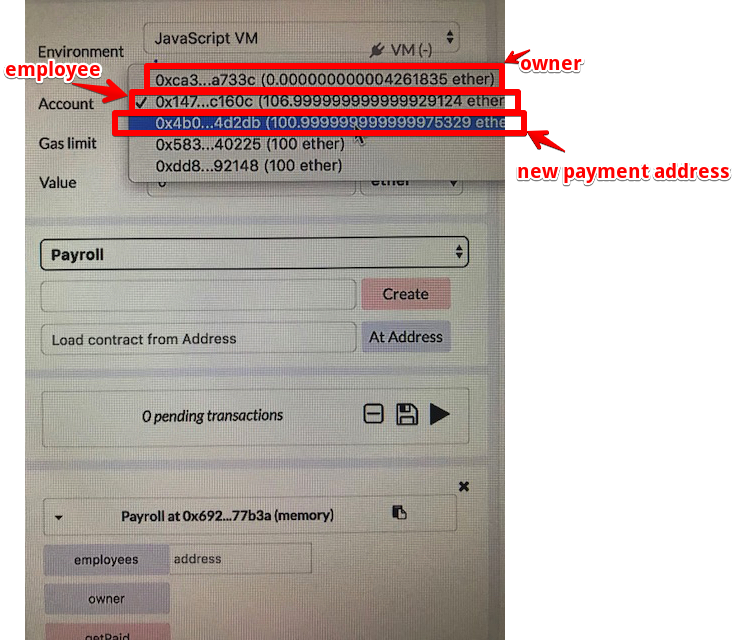 Environment
JavaScript VM
VM (-)
owner
employee
0xca3...a733c (0.000000000004261835 ether)
Account
✓ 0x147...c160c (106.999999999999929124 ether
0x4b0...4d2db (100.999999999999975329 ethe
Gas limit
0x583...40225 (100 ether)
new payment address
0xdd8...92148 (100 ether)
Value
0
ether
Payroll
Create
Load contract from Address
At Address
0 pending transactions
Payroll at 0x692...77b3a (memory)
employees
address
owner
getPaid